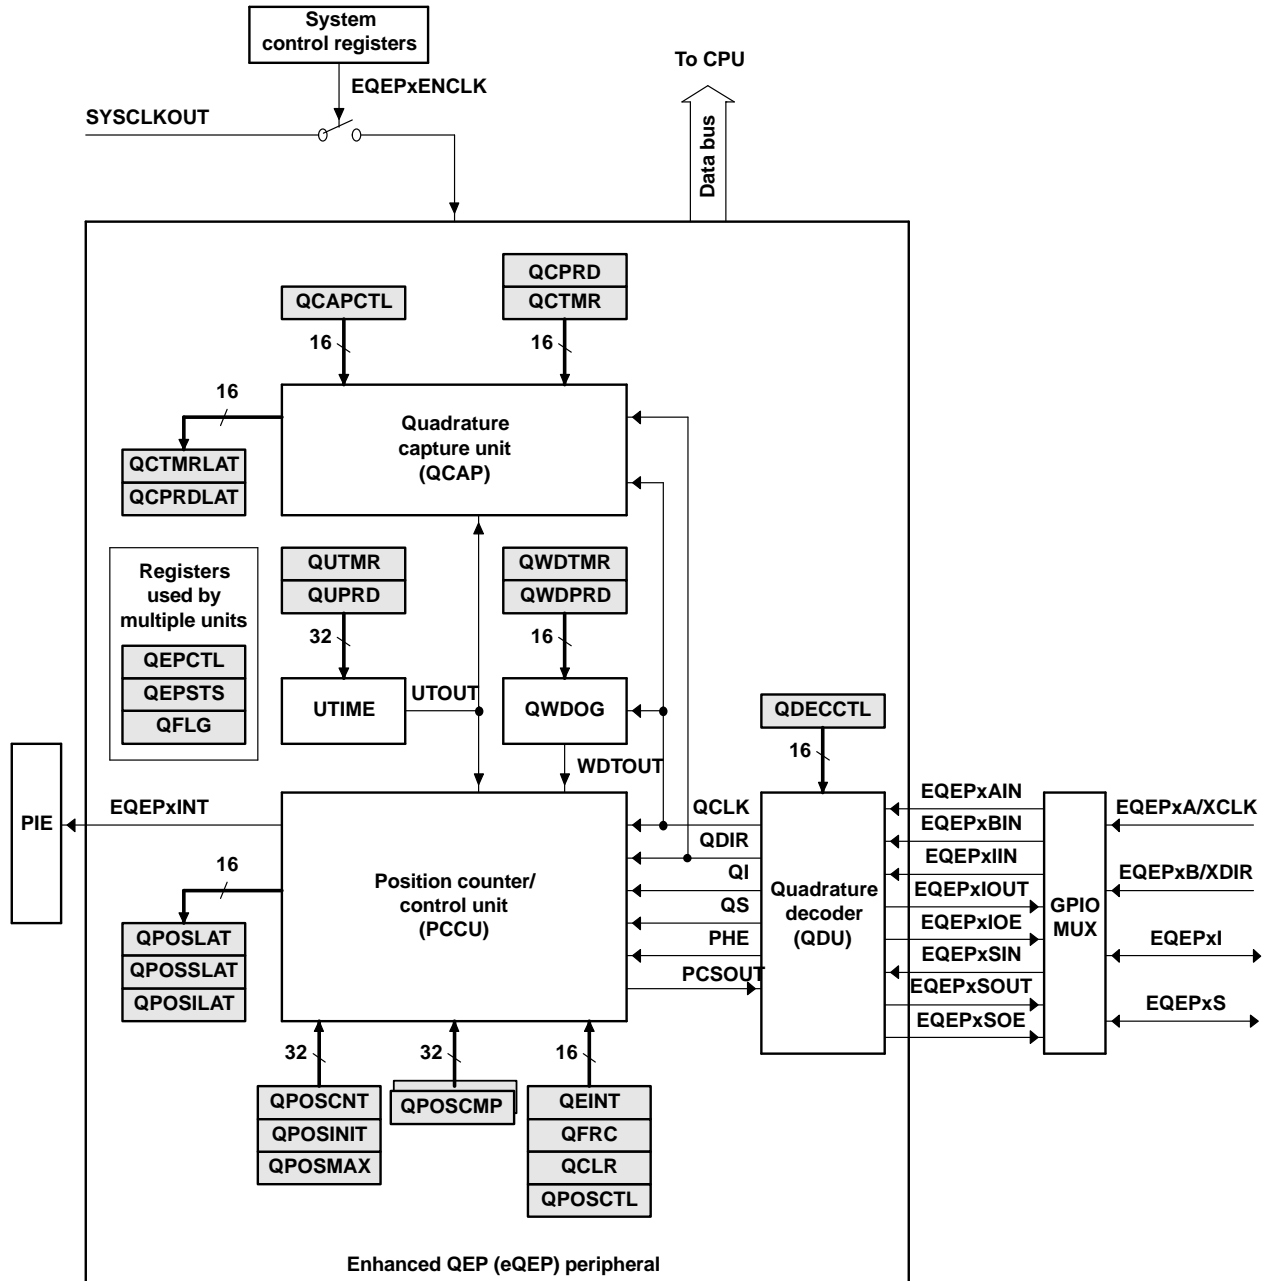 System
control registers
To CPU
EQEPxENCLK
SYSCLKOUT
Data bus
QCPRD
QCAPCTL
QCTMR
16
16
16
Quadrature
capture unit
(QCAP)
QCTMRLAT
QCPRDLAT
Registers
used by
multiple units
QEPCTL
QEPSTS
QFLG
QUTMR
QUPRD
QWDTMR
QWDPRD
32
16
UTIME
UTOUT
QWDOG
WDTOUT
QDECCTL
16
PIE
EQEPxINT
16
Position counter/
control unit
(PCCU)
QCLK
QDIR
QI
QS
PHE
PCSOUT
Quadrature
decoder
(QDU)
EQEPxAIN
EQEPxBIN
EQEPxIIN
EQEPxIOUT
EQEPxIOE
EQEPxSIN
EQEPxSOUT
EQEPxSOE
GPIO
MUX
EQEPxA/XCLK
EQEPxB/XDIR
EQEPxI
EQEPxS
QPOSLAT
QPOSSLAT
QPOSILAT
32
32
16
QPOSCNT
QPOSINIT
QPOSMAX
QPOSCMP
QEINT
QFRC
QCLR
QPOSCTL
Enhanced QEP (eQEP) peripheral